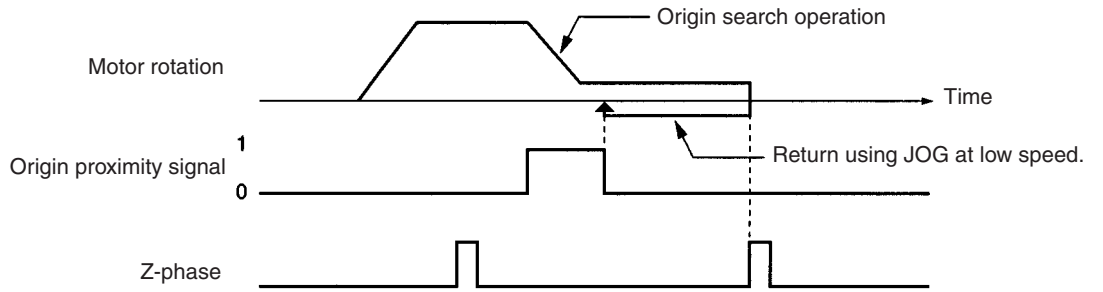 Origin search operation
Motor rotation
Time
1
Origin proximity signal
0
Return using JOG at low speed.
Z-phase